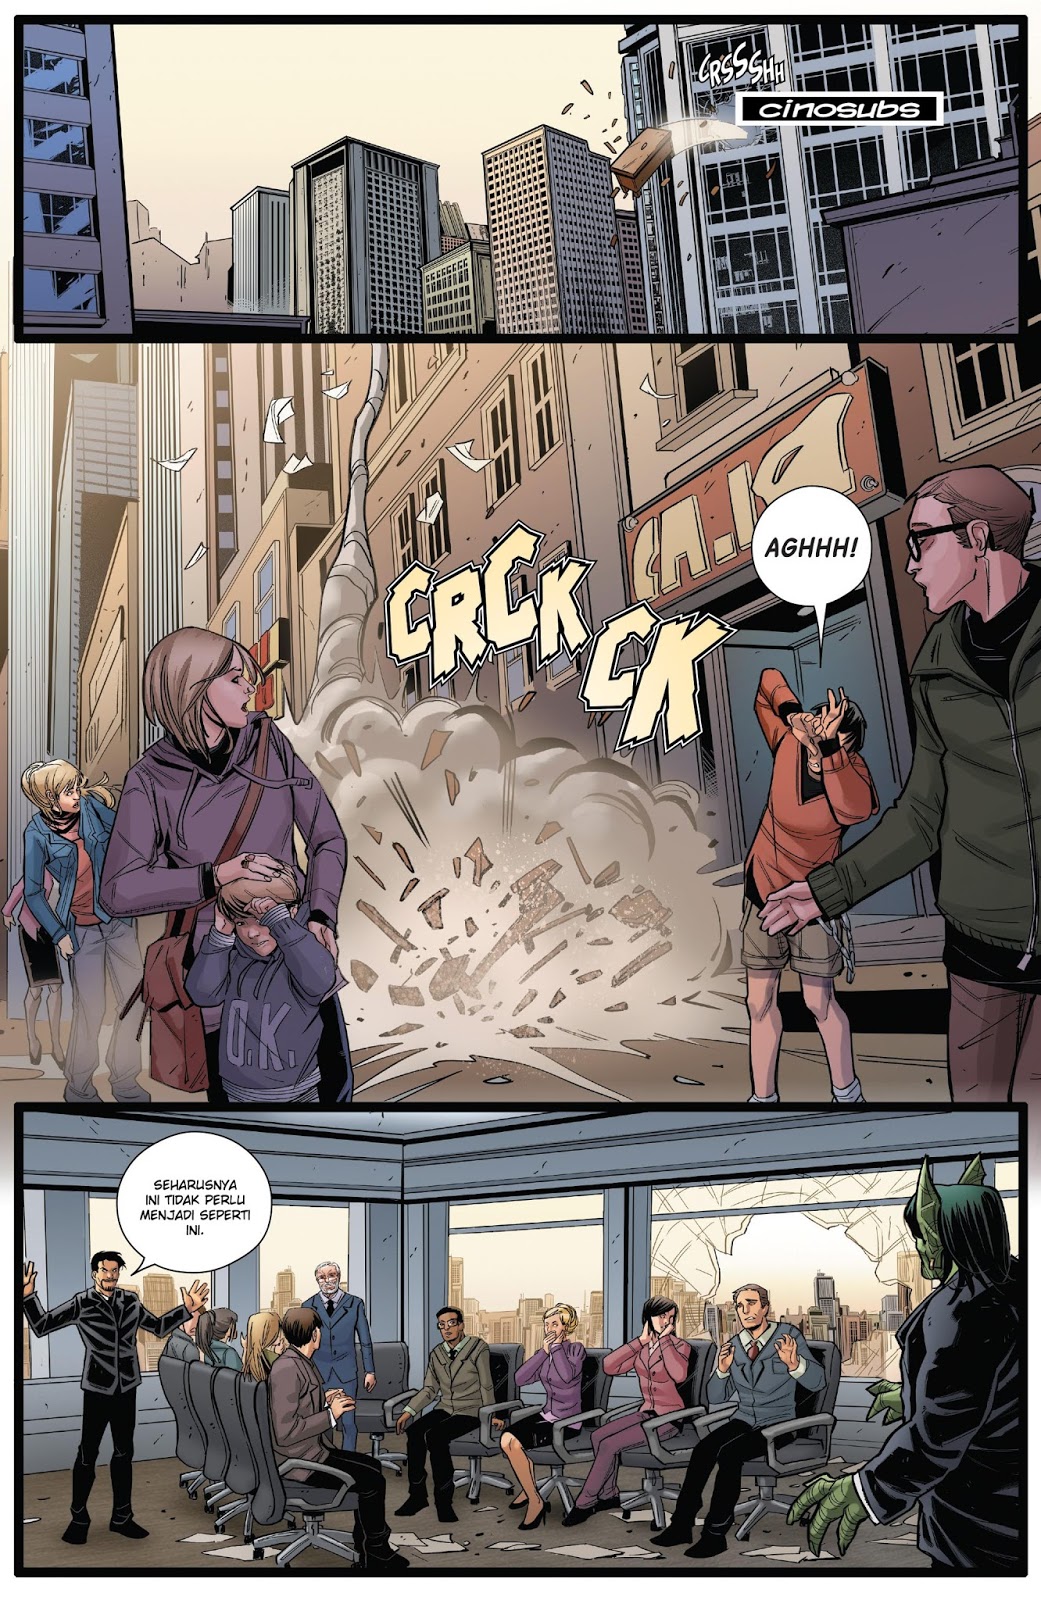 CRSSSHH
cinosubs
CRCK
CK
AGHHH!
O.K.
SEHARUSNYA
INI TIDAK PERLU
MENJADI SEPERTI
INI.